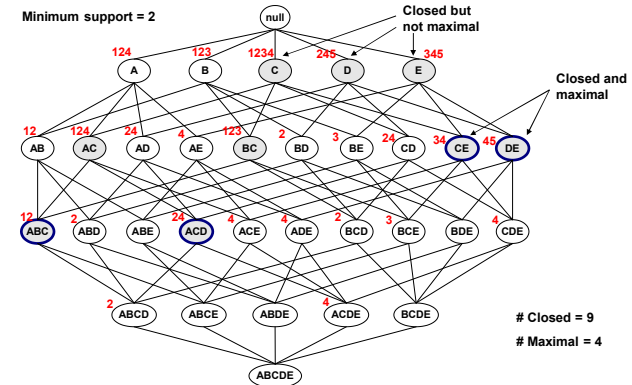 Minimum support = 2
null
Closed but
not maximal
124 123 1234 245 345
A B C D E
Closed and
maximal
12 124 24 4 123 2 3 24 34 45
AB AC AD AE BC BD BE CD CE DE
12 2 24 4 4 2 3 4
ABC ABD ABE ACD ACE ADE BCD BCE BDE CDE
2 4
ABCD ABCE ABDE ACDE BCDE
# Closed = 9
# Maximal = 4
ABCDE